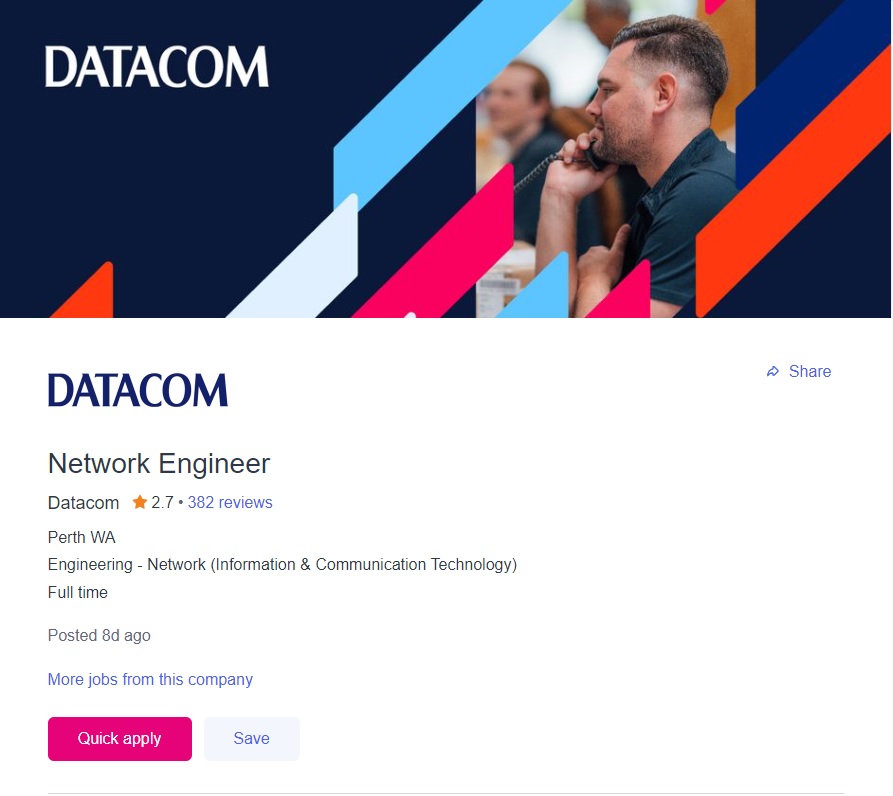 DATACOM
DATACOM
Share
Network Engineer
Datacom 2.7 • 382 reviews
Perth WA
Engineering - Network (Information & Communication Technology)
Full time
Posted 8d ago
More jobs from this company
Quick apply Save